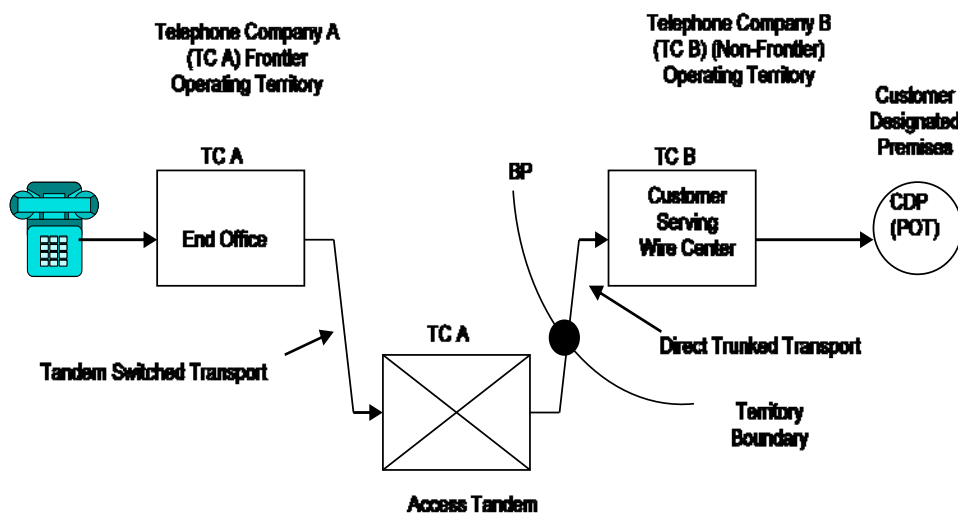 Telephone Company A
(TC A) Frontier
Operating Territory
Telephone Company B
(TC B) (Non-Frontier)
Operating Territory
Customer
Designated
Premises
TC A
BP
TC B
End Office
Customer
Serving
Wire Center
CDP
(POT)
TC A
Tandem Switched Transport
Direct Trunked Transport
Territory
Boundary
Access Tandem